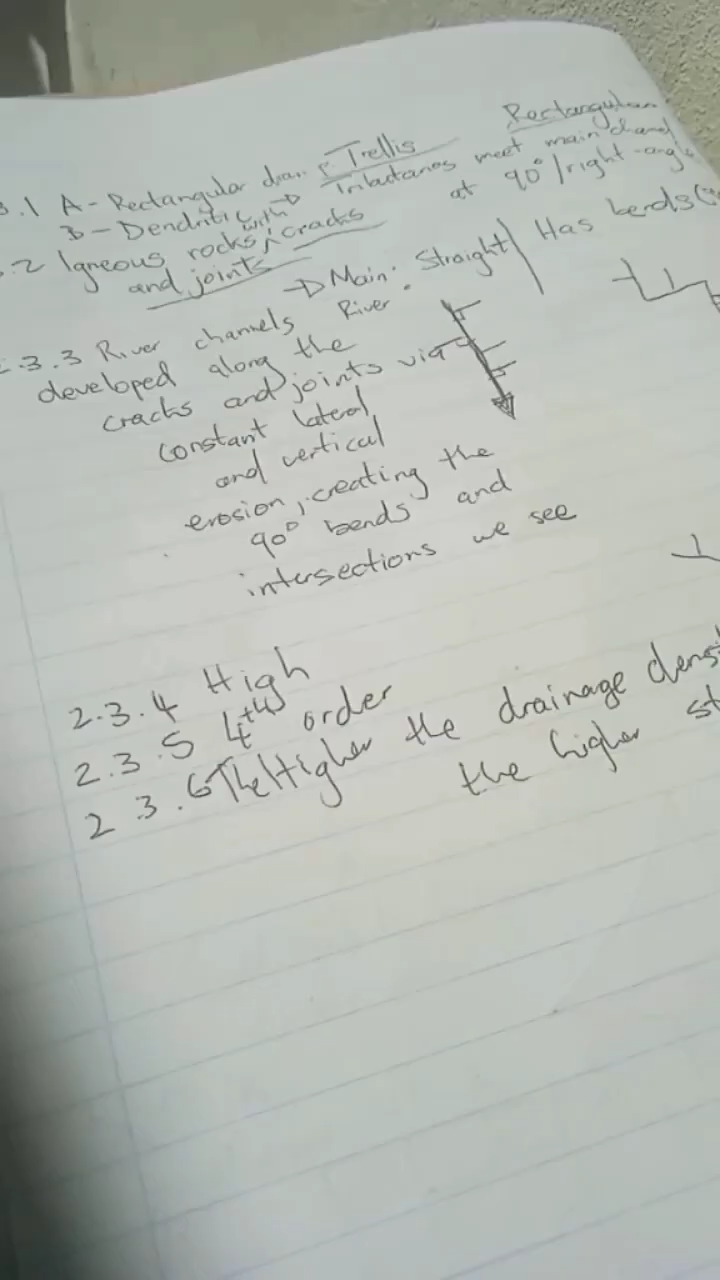 3.1 A - Rectangular drain Trellis Rectangular
B - Dendritic → Tributaries meet main channel
at 90°/right-angle
.2 Igneous rocks with cracks
and joints
→ Main River: Straight | Has bends
2.3.3 River channels
developed along the
cracks and joints via
constant lateral
and vertical
erosion, creating the
90° bends and
intersections we see
2.3.4 High
2.3.5 4th order
2.3.6 The Higher the drainage dens
the higher st